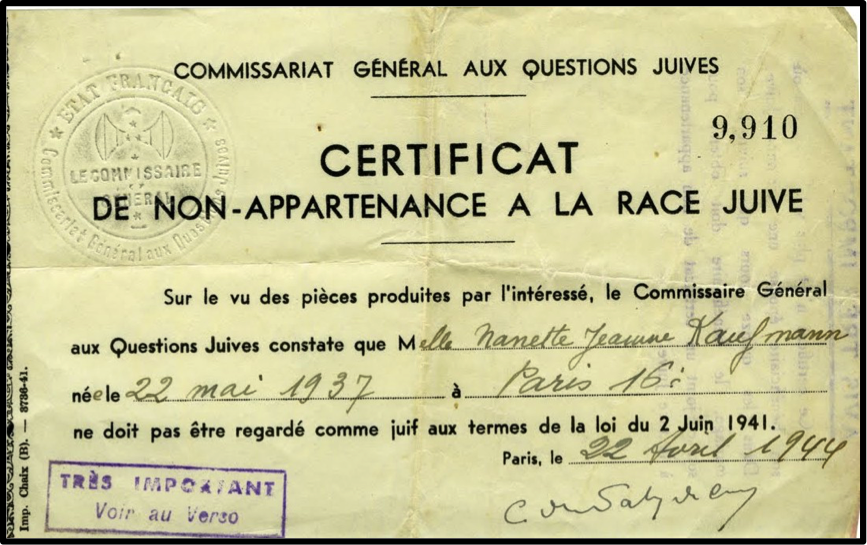 COMMISSARIAT GÉNÉRAL AUX QUESTIONS JUIVES
9,910
ETAT FRANÇAIS
LE COMMISSAIRE
GÉNÉRAL
Commissariat Général aux Questions Juives
CERTIFICAT
DE NON-APPARTENANCE A LA RACE JUIVE
Sur le vu des pièces produites par l'intéressé, le Commissaire Général
aux Questions Juives constate que Melle Nanette Jeanne Kaufmann
née le 22 mai 1937 à Paris 16e
ne doit pas être regardé comme juif aux termes de la loi du 2 Juin 1941.
Paris, le 22 Avril 1944
TRÈS IMPORTANT
Voir au Verso
Imp. Chaix (B). — 3736-41.